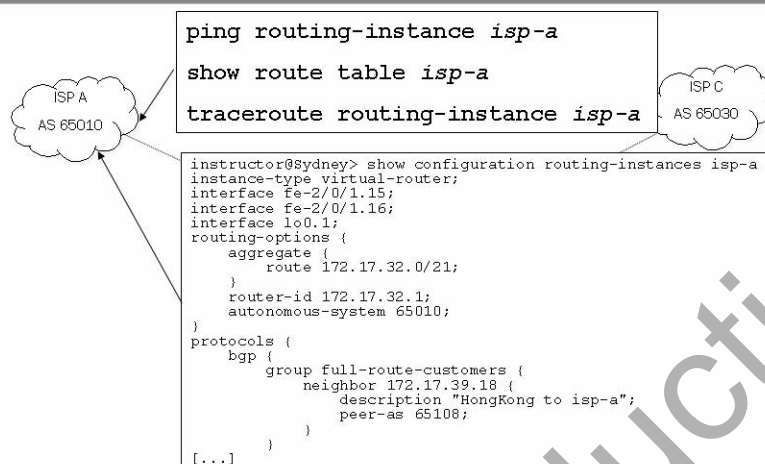 ping routing-instance isp-a
show route table isp-a
traceroute routing-instance isp-a
ISP A
AS 65010
ISP C
AS 65030
instructor@Sydney> show configuration routing-instances isp-a
instance-type virtual-router;
interface fe-2/0/1.15;
interface fe-2/0/1.16;
interface lo0.1;
routing-options {
    aggregate {
        route 172.17.32.0/21;
    }
    router-id 172.17.32.1;
    autonomous-system 65010;
}
protocols {
    bgp {
        group full-route-customers {
            neighbor 172.17.39.18 {
                description "HongKong to isp-a";
                peer-as 65108;
            }
        }
[...]